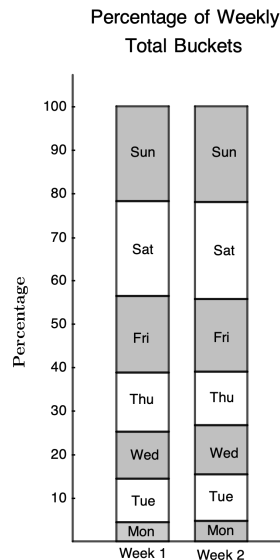 Percentage of Weekly
Total Buckets
Percentage
100
90
80
70
60
50
40
30
20
10
Sun
Sat
Fri
Thu
Wed
Tue
Mon
Sun
Sat
Fri
Thu
Wed
Tue
Mon
Week 1
Week 2